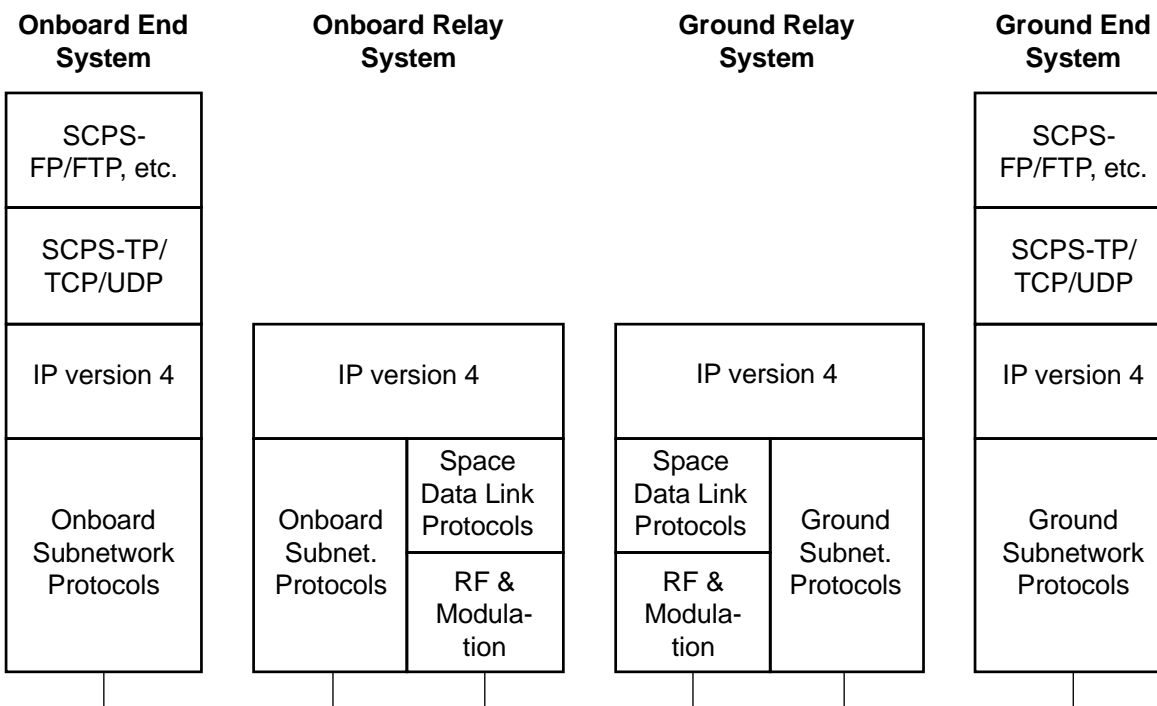 Onboard End
System
Onboard Relay
System
Ground Relay
System
Ground End
System
SCPS-
FP/FTP, etc.
SCPS-TP/
TCP/UDP
IP version 4
Onboard
Subnetwork
Protocols
IP version 4
Onboard
Subnet.
Protocols
Space
Data Link
Protocols
RF &
Modula-
tion
IP version 4
Space
Data Link
Protocols
RF &
Modula-
tion
Ground
Subnet.
Protocols
SCPS-
FP/FTP, etc.
SCPS-TP/
TCP/UDP
IP version 4
Ground
Subnetwork
Protocols